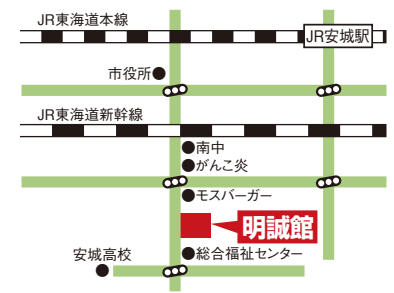 JR東海道本線
JR安城駅
市役所
JR東海道新幹線
南中
がんこ炎
モスバーガー
明誠館
総合福祉センター
安城高校